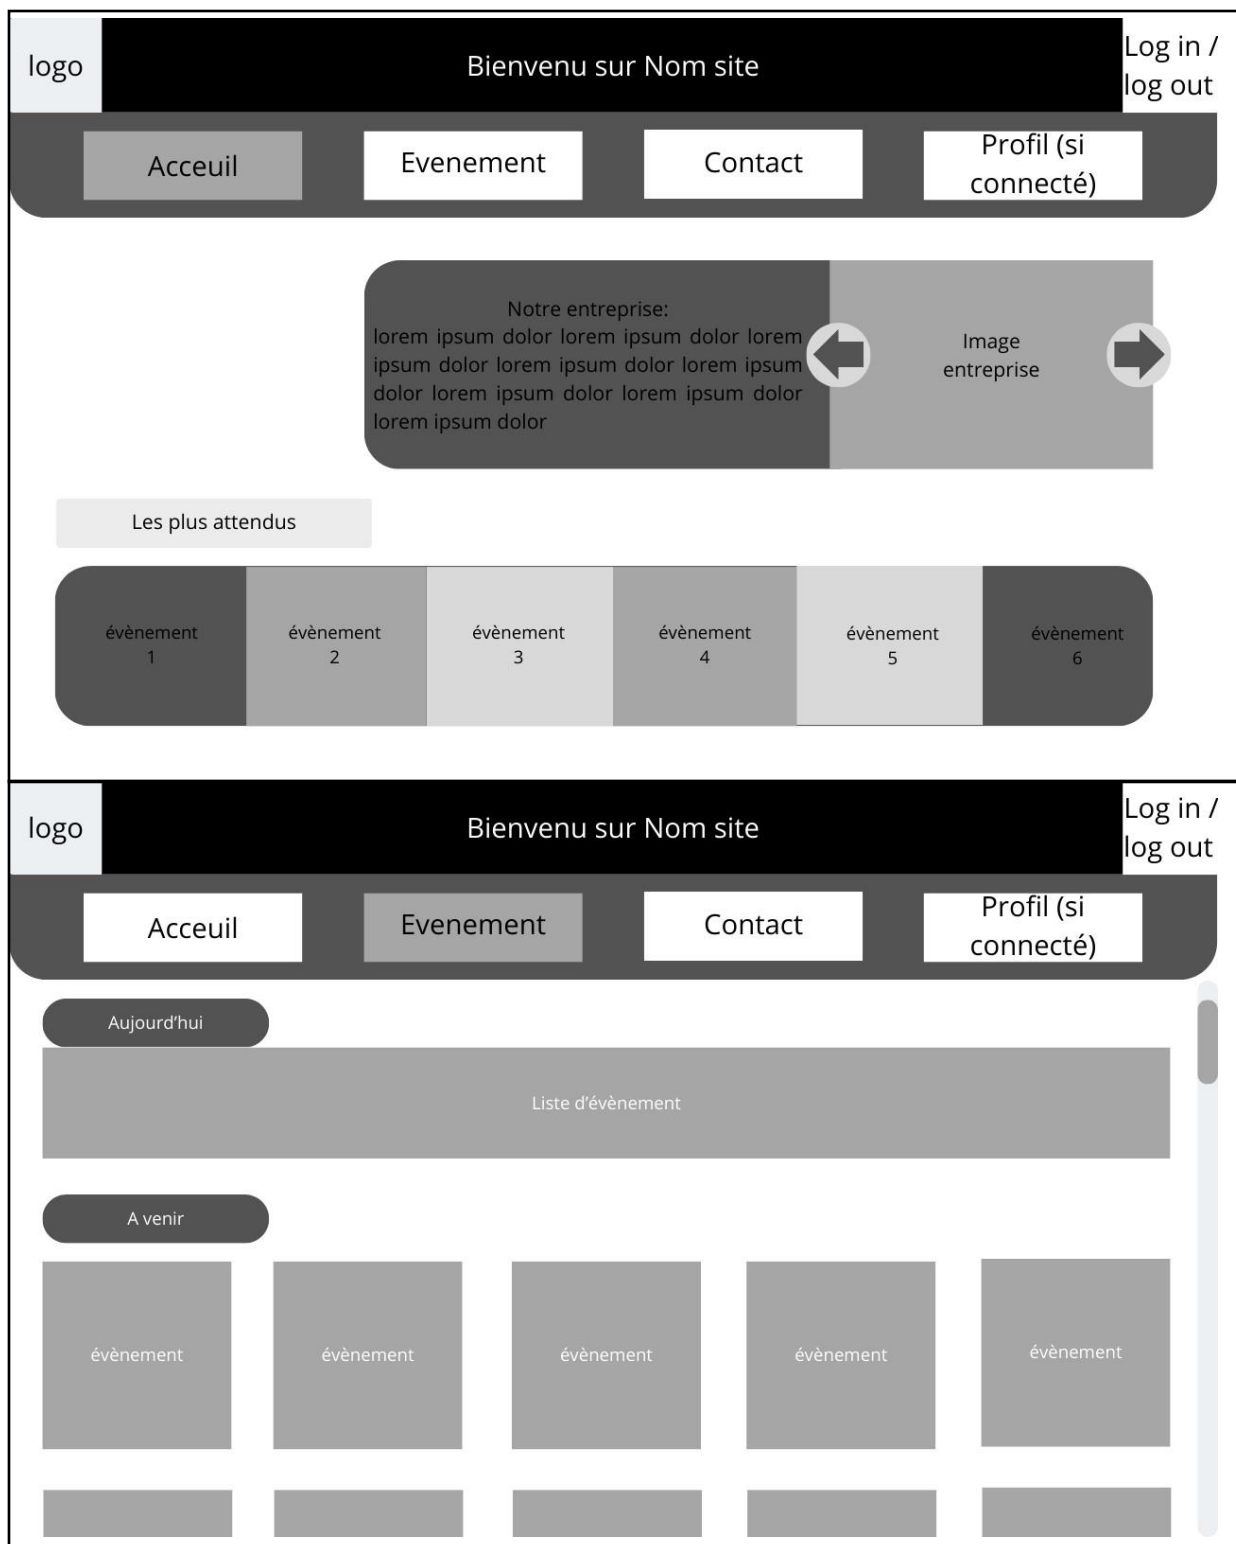 logo
Bienvenu sur Nom site
Log in /
log out
Acceuil
Evenement
Contact
Profil (si
connecté)
Notre entreprise:
lorem ipsum dolor lorem ipsum dolor lorem
ipsum dolor lorem ipsum dolor lorem ipsum
dolor lorem ipsum dolor lorem ipsum dolor
lorem ipsum dolor
Image
entreprise
Les plus attendus
évènement
1
évènement
2
évènement
3
évènement
4
évènement
5
évènement
6
logo
Bienvenu sur Nom site
Log in /
log out
Acceuil
Evenement
Contact
Profil (si
connecté)
Aujourd’hui
Liste d’évènement
A venir
évènement
évènement
évènement
évènement
évènement